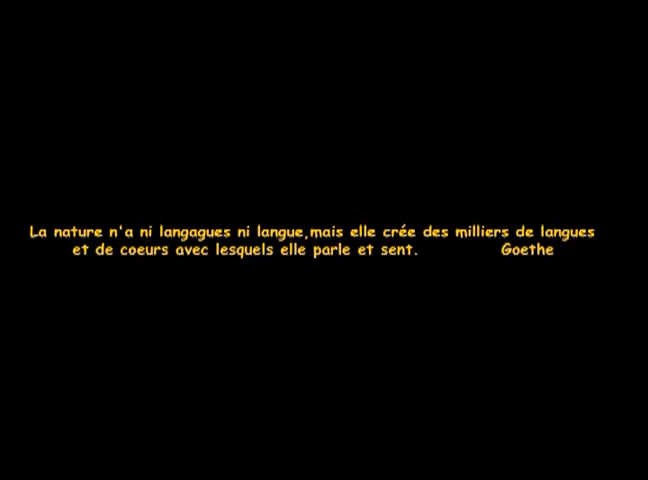 La nature n'a ni langagues ni langue,mais elle crée des milliers de langues
et de coeurs avec lesquels elle parle et sent. Goethe